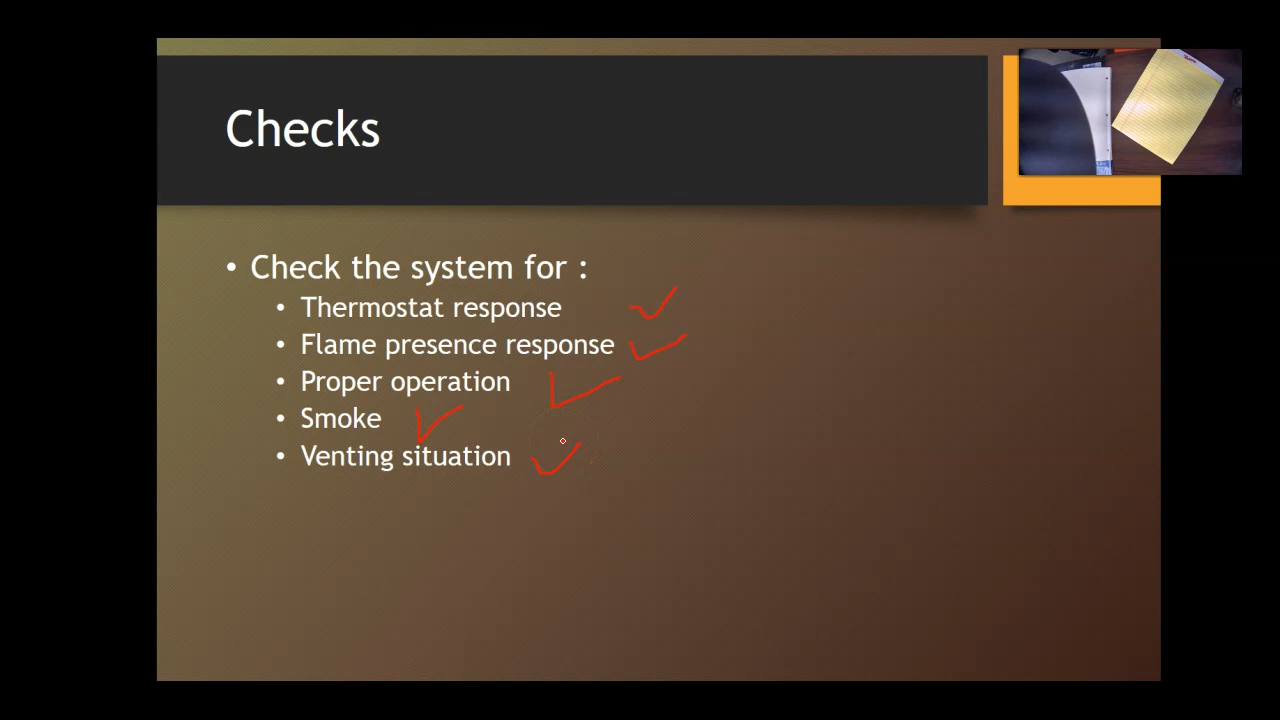 Checks
• Check the system for :
• Thermostat response
• Flame presence response
• Proper operation
• Smoke
• Venting situation